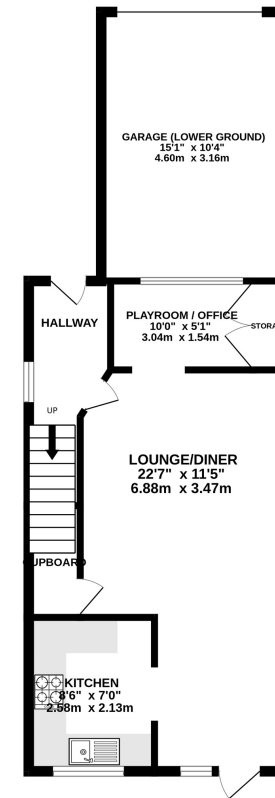 GARAGE (LOWER GROUND)
15'1" x 10'4"
4.60m x 3.16m
HALLWAY
PLAYROOM / OFFICE
10'0" x 5'1"
3.04m x 1.54m
STORA
UP
LOUNGE/DINER
22'7" x 11'5"
6.88m x 3.47m
CUPBOARD
KITCHEN
8'6" x 7'0"
2.58m x 2.13m